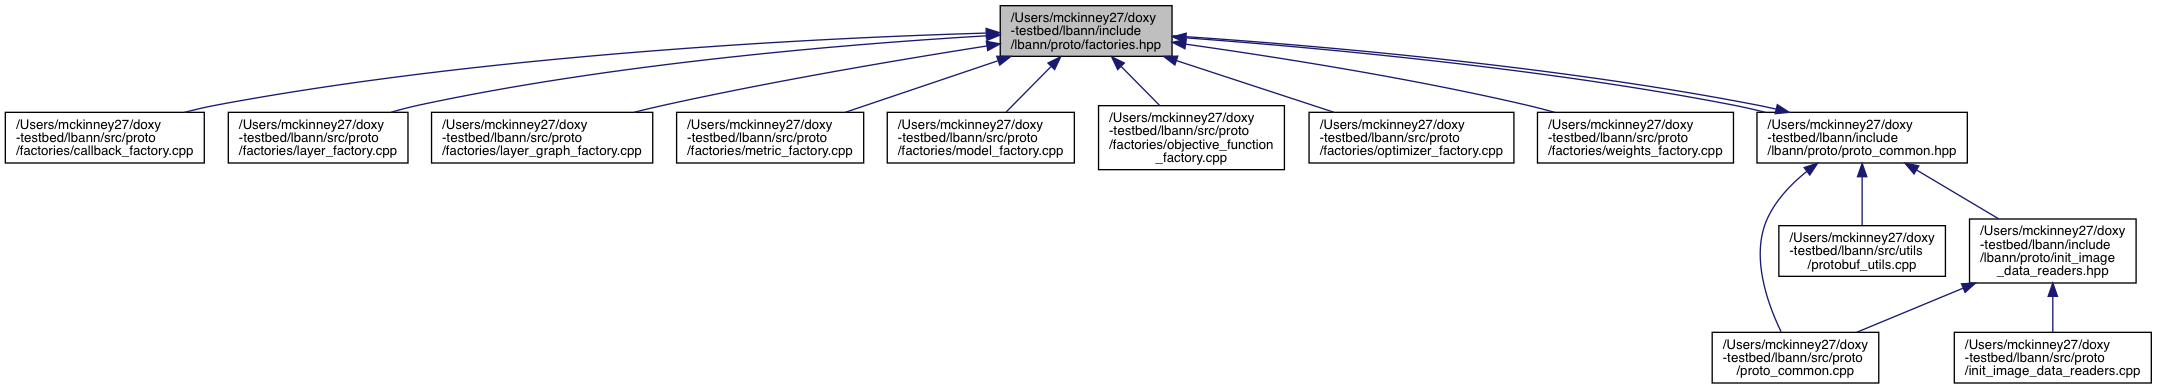 /Users/mckinney27/doxy
-testbed/lbann/include
/lbann/proto/factories.hpp
/Users/mckinney27/doxy
-testbed/lbann/src/proto
/factories/callback_factory.cpp
/Users/mckinney27/doxy
-testbed/lbann/src/proto
/factories/layer_factory.cpp
/Users/mckinney27/doxy
-testbed/lbann/src/proto
/factories/layer_graph_factory.cpp
/Users/mckinney27/doxy
-testbed/lbann/src/proto
/factories/metric_factory.cpp
/Users/mckinney27/doxy
-testbed/lbann/src/proto
/factories/model_factory.cpp
/Users/mckinney27/doxy
-testbed/lbann/src/proto
/factories/objective_function
_factory.cpp
/Users/mckinney27/doxy
-testbed/lbann/src/proto
/factories/optimizer_factory.cpp
/Users/mckinney27/doxy
-testbed/lbann/src/proto
/factories/weights_factory.cpp
/Users/mckinney27/doxy
-testbed/lbann/include
/lbann/proto/proto_common.hpp
/Users/mckinney27/doxy
-testbed/lbann/src/utils
/protobuf_utils.cpp
/Users/mckinney27/doxy
-testbed/lbann/include
/lbann/proto/init_image
_data_readers.hpp
/Users/mckinney27/doxy
-testbed/lbann/src/proto
/proto_common.cpp
/Users/mckinney27/doxy
-testbed/lbann/src/proto
/init_image_data_readers.cpp